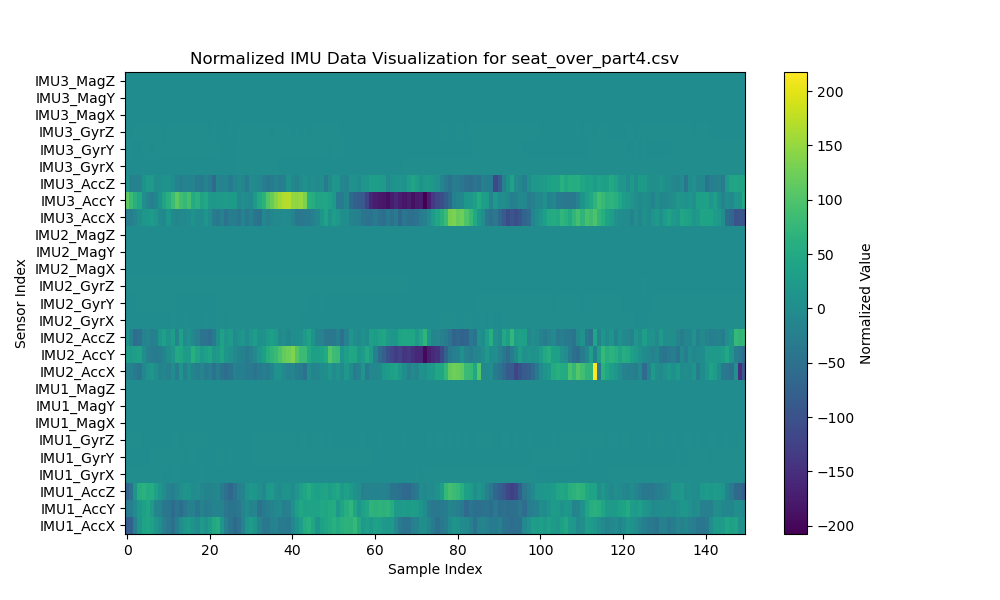 Normalized IMU Data Visualization for seat_over_part4.csv
IMU3_MagZ
IMU3_MagY
IMU3_MagX
IMU3_GyrZ
IMU3_GyrY
IMU3_GyrX
IMU3_AccZ
IMU3_AccY
IMU3_AccX
IMU2_MagZ
IMU2_MagY
IMU2_MagX
IMU2_GyrZ
IMU2_GyrY
IMU2_GyrX
IMU2_AccZ
IMU2_AccY
IMU2_AccX
IMU1_MagZ
IMU1_MagY
IMU1_MagX
IMU1_GyrZ
IMU1_GyrY
IMU1_GyrX
IMU1_AccZ
IMU1_AccY
IMU1_AccX
Sensor Index
0 20 40 60 80 100 120 140
Sample Index
200
150
100
50
0
−50
−100
−150
−200
Normalized Value